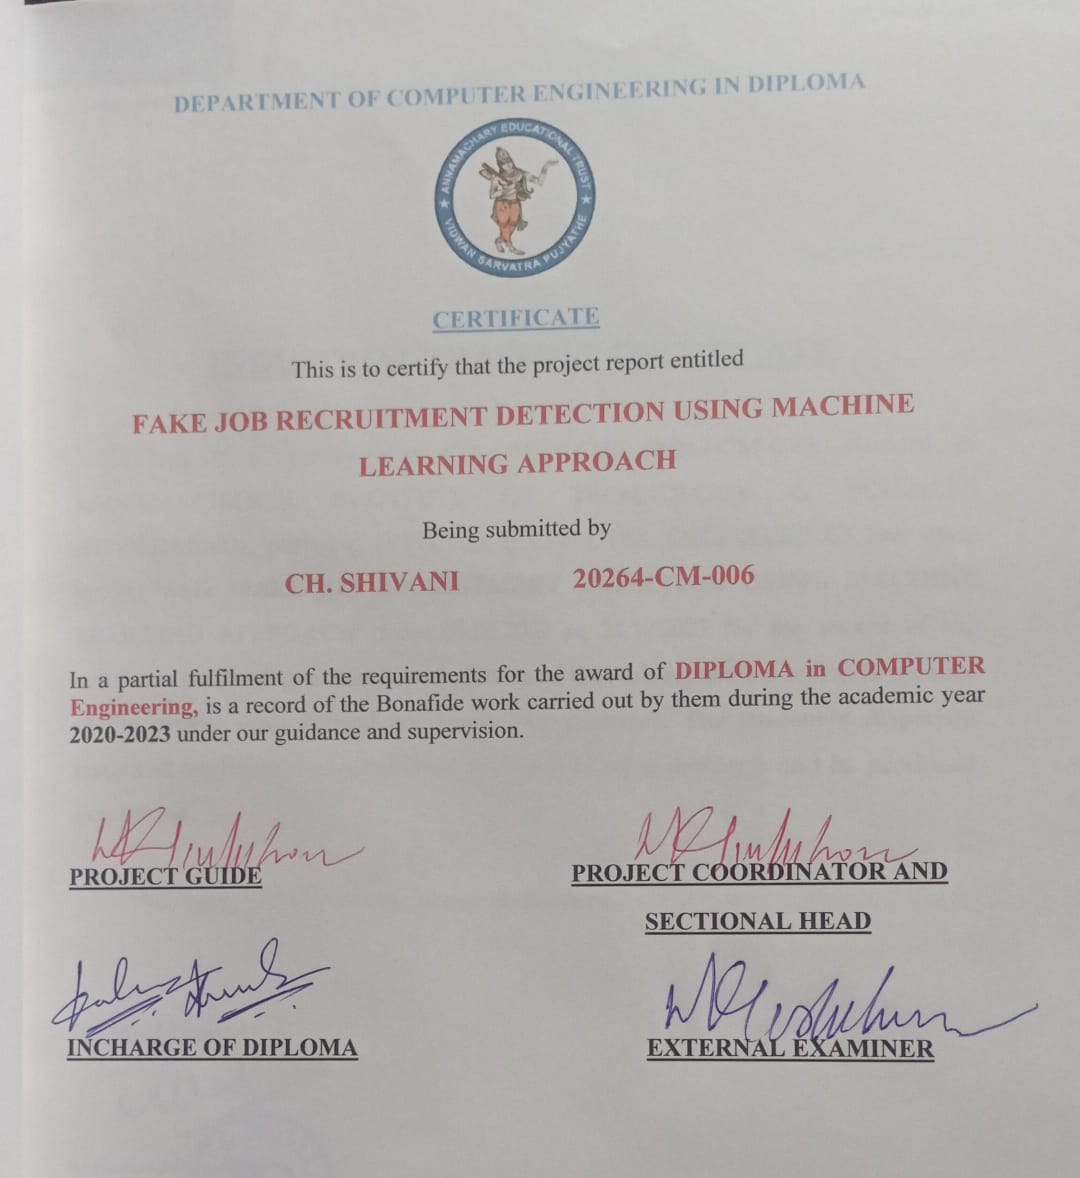 DEPARTMENT OF COMPUTER ENGINEERING IN DIPLOMA
ANNAMACHARY EDUCATIONAL TRUST
VIDWAN SARVATRA PUJYATHE
CERTIFICATE
This is to certify that the project report entitled
FAKE JOB RECRUITMENT DETECTION USING MACHINE
LEARNING APPROACH
Being submitted by
CH. SHIVANI 20264-CM-006
In a partial fulfilment of the requirements for the award of DIPLOMA in COMPUTER
Engineering, is a record of the Bonafide work carried out by them during the academic year
2020-2023 under our guidance and supervision.
PROJECT GUIDE PROJECT COORDINATOR AND
SECTIONAL HEAD
INCHARGE OF DIPLOMA EXTERNAL EXAMINER